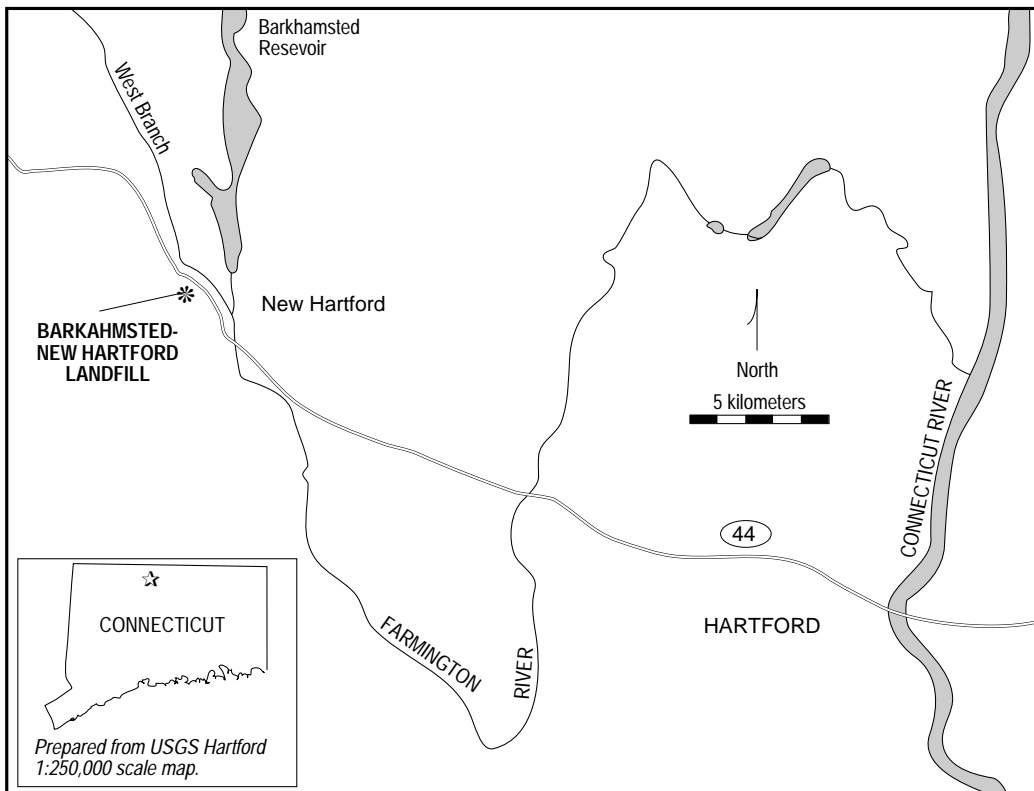 Barkhamsted
Resevoir
West Branch
New Hartford
BARKAHMSTED-
NEW HARTFORD
LANDFILL
North
5 kilometers
CONNECTICUT RIVER
44
HARTFORD
FARMINGTON
RIVER
CONNECTICUT
Prepared from USGS Hartford
1:250,000 scale map.